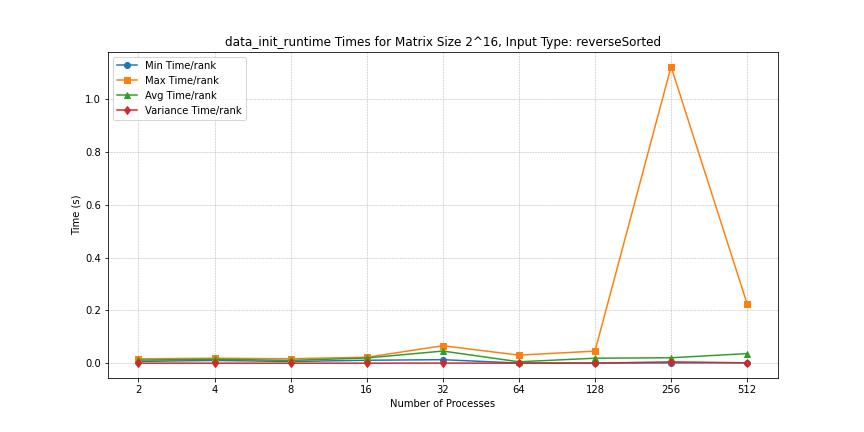 data_init_runtime Times for Matrix Size 2^16, Input Type: reverseSorted
Min Time/rank
Max Time/rank
Avg Time/rank
Variance Time/rank
Time (s)
1.0
0.8
0.6
0.4
0.2
0.0
2 4 8 16 32 64 128 256 512
Number of Processes